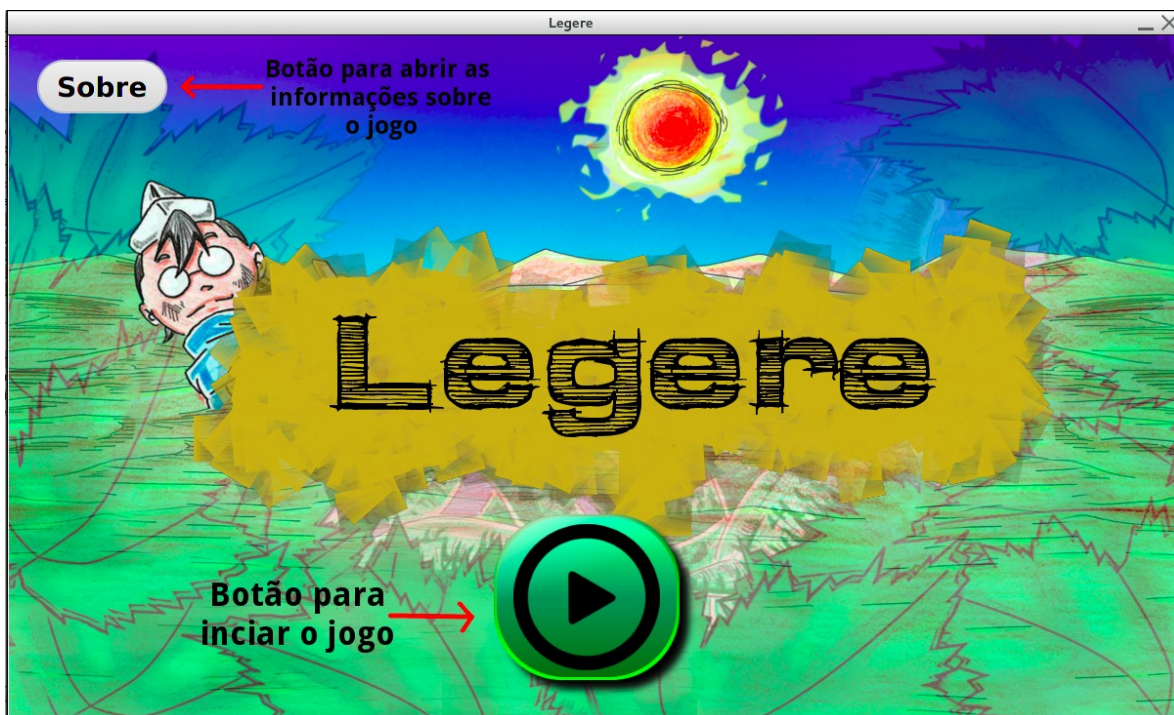 Legere
Sobre
Botão para abrir as
informações sobre
o jogo
Legere
Botão para
inciar o jogo